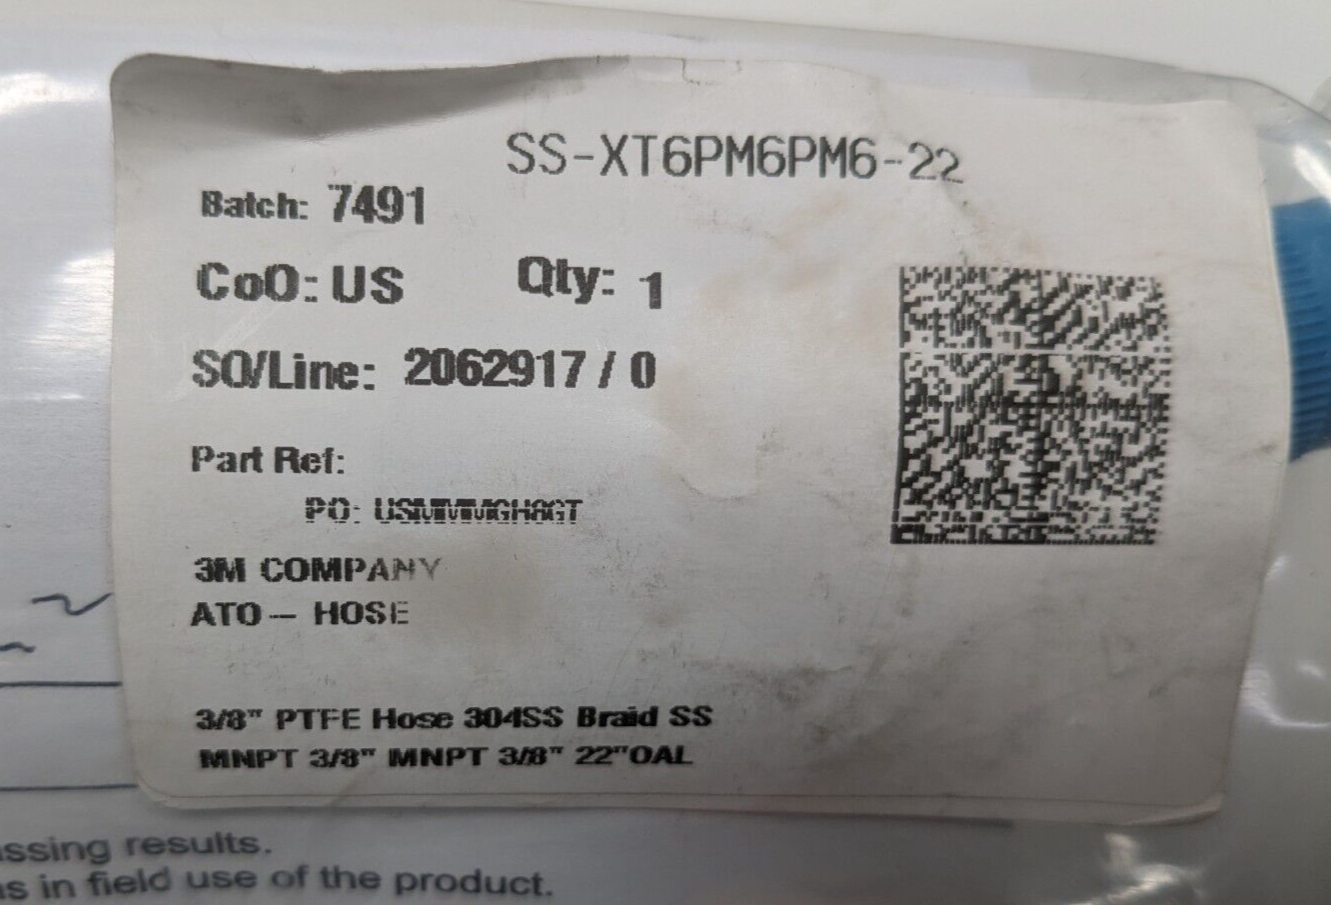 SS-XT6PM6PM6-22
Batch: 7491
CoO: US Qty: 1
SO/Line: 2062917 / 0
Part Ref:
PO:
3M COMPANY
ATO - HOSE
3/8" PTFE Hose 304SS Braid SS
MNPT 3/8" MNPT 3/8" 22"OAL
results.
in field use of the product.